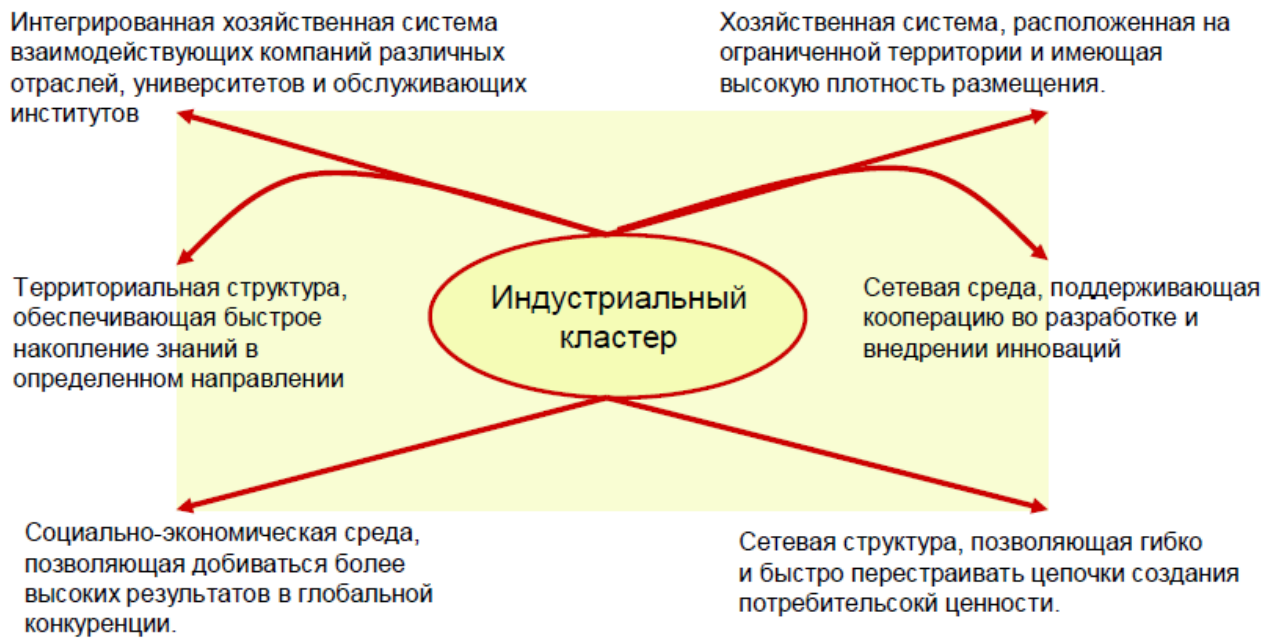 Интегрированная хозяйственная система
взаимодействующих компаний различных
отраслей, университетов и обслуживающих
институтов
Хозяйственная система, расположенная на
ограниченной территории и имеющая
высокую плотность размещения.
Территориальная структура,
обеспечивающая быстрое
накопление знаний в
определенном направлении
Индустриальный
кластер
Сетевая среда, поддерживающая
кооперацию во разработке и
внедрении инноваций
Социально-экономическая среда,
позволяющая добиваться более
высоких результатов в глобальной
конкуренции.
Сетевая структура, позволяющая гибко
и быстро перестраивать цепочки создания
потребительсокй ценности.